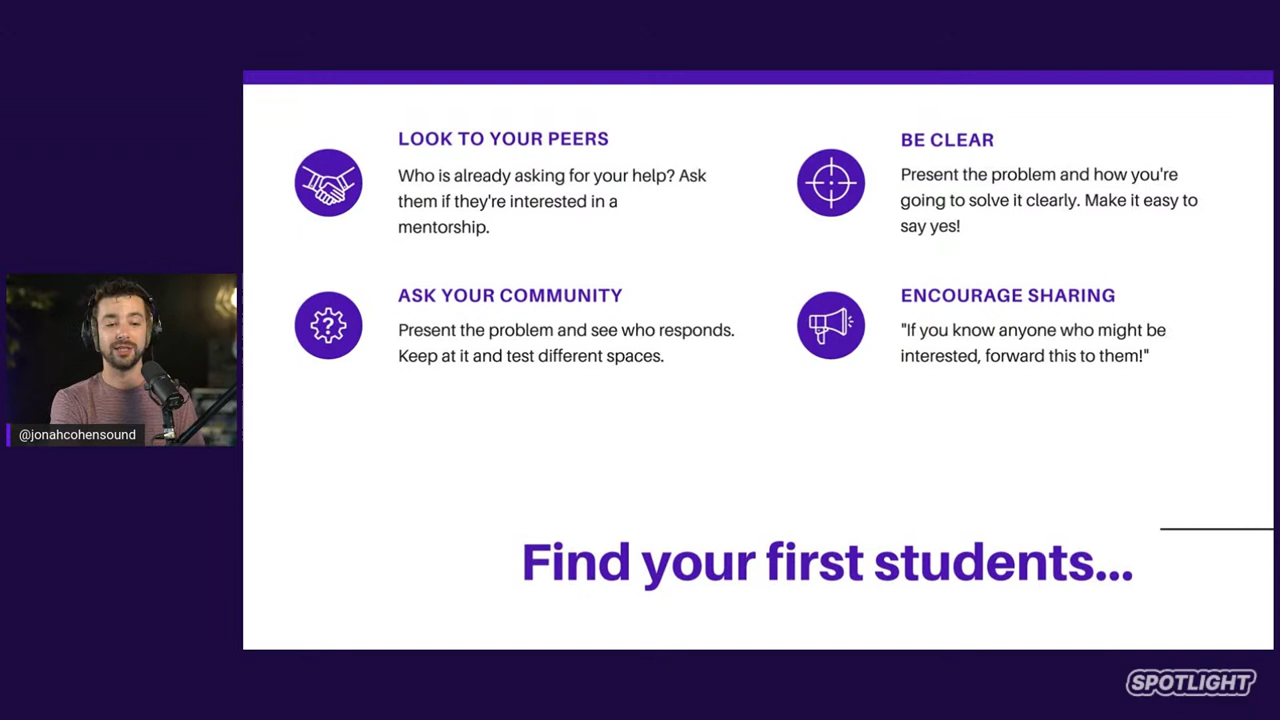 LOOK TO YOUR PEERS
Who is already asking for your help? Ask
them if they're interested in a
mentorship.
BE CLEAR
Present the problem and how you're
going to solve it clearly. Make it easy to
say yes!
ASK YOUR COMMUNITY
Present the problem and see who responds.
Keep at it and test different spaces.
ENCOURAGE SHARING
"If you know anyone who might be
interested, forward this to them!"
@jonahcohensound
Find your first students...
SPOTLIGHT